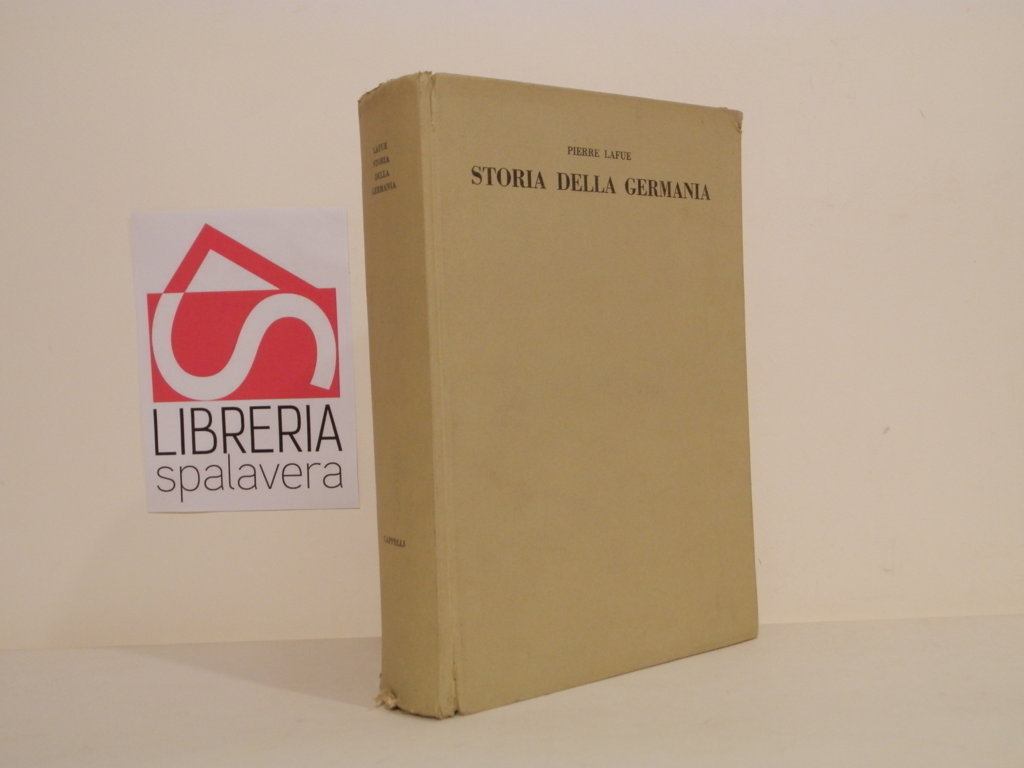 LAFUE
STORIA
DELLA
GERMANIA
CAPPELLI
PIERRE LAFUE
STORIA DELLA GERMANIA
LIBRERIA
spalavera